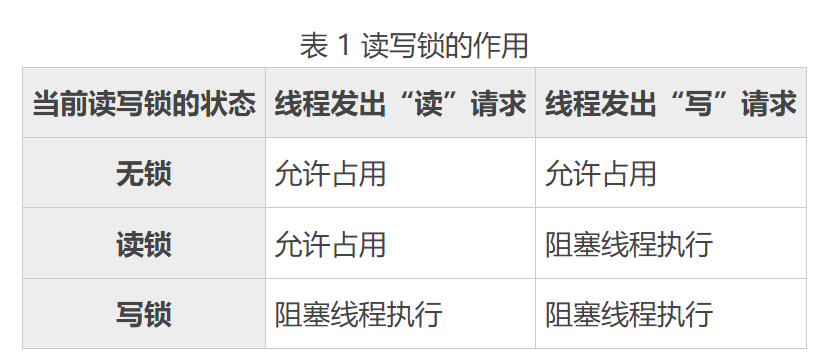 表 1 读写锁的作用
当前读写锁的状态 线程发出“读”请求 线程发出“写”请求
无锁 允许占用 允许占用
读锁 允许占用 阻塞线程执行
写锁 阻塞线程执行 阻塞线程执行